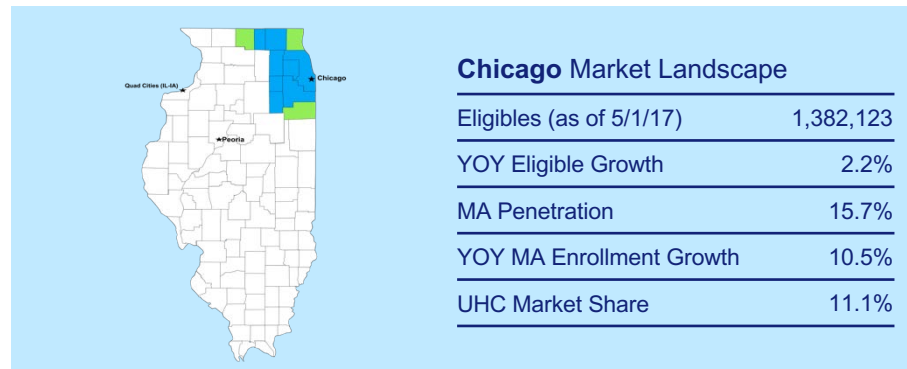 Quad Cities (IL-IA)
Chicago
Peoria
Chicago Market Landscape
Eligibles (as of 5/1/17) 1,382,123
YOY Eligible Growth 2.2%
MA Penetration 15.7%
YOY MA Enrollment Growth 10.5%
UHC Market Share 11.1%